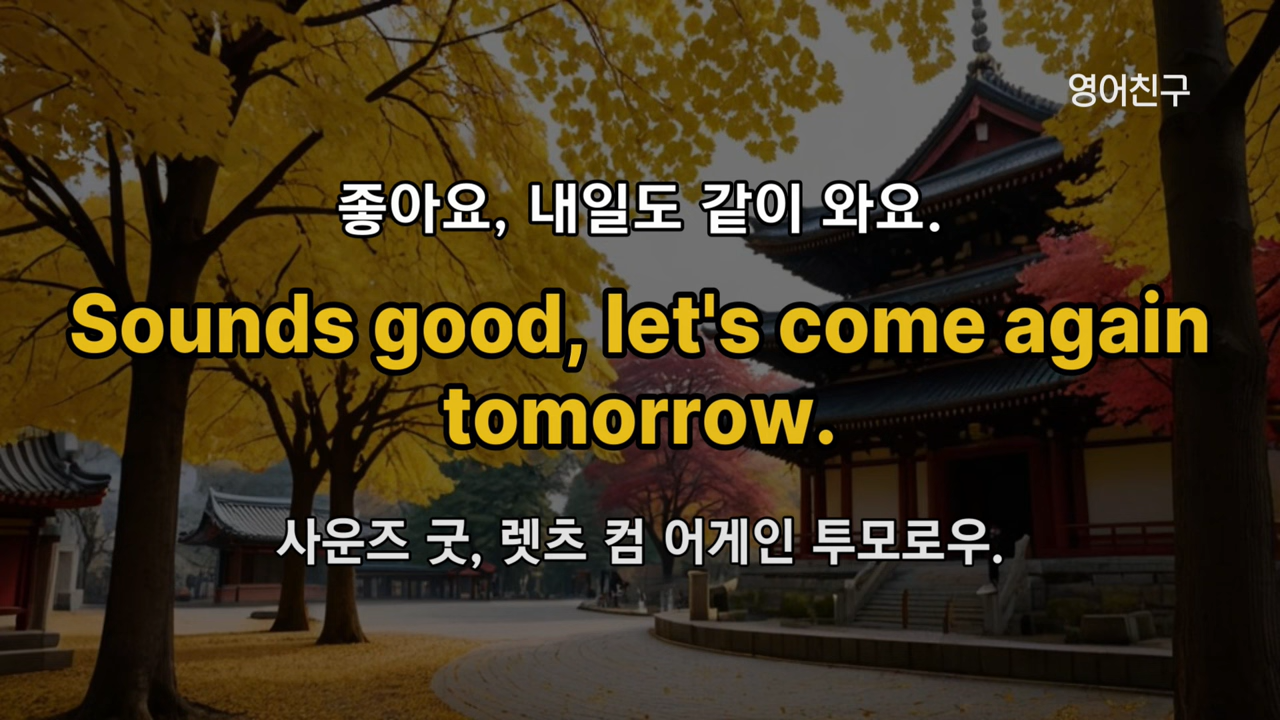 영어친구
좋아요, 내일도 같이 와요.
Sounds good, let's come again
tomorrow.
사운즈 굿, 렛츠 컴 어게인 투모로우.